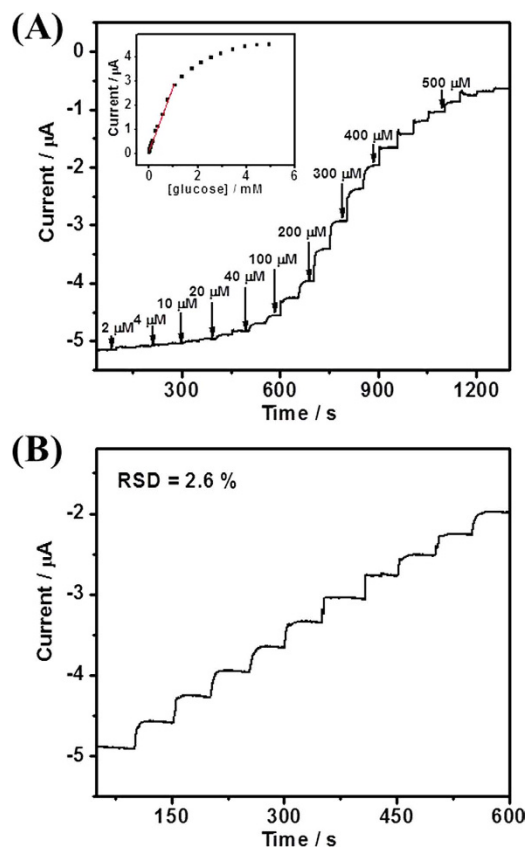 (A)
0
-1
-2
-3
-4
-5
Current / μA
300 600 900 1200
Time / s
4
3
2
1
0
Current / μA
0 2 4 6
[glucose] / mM
2 μM
4 μM
10 μM
20 μM
40 μM
100 μM
200 μM
300 μM
400 μM
500 μM
(B)
RSD = 2.6 %
-2
-3
-4
-5
Current / μA
150 300 450 600
Time / s